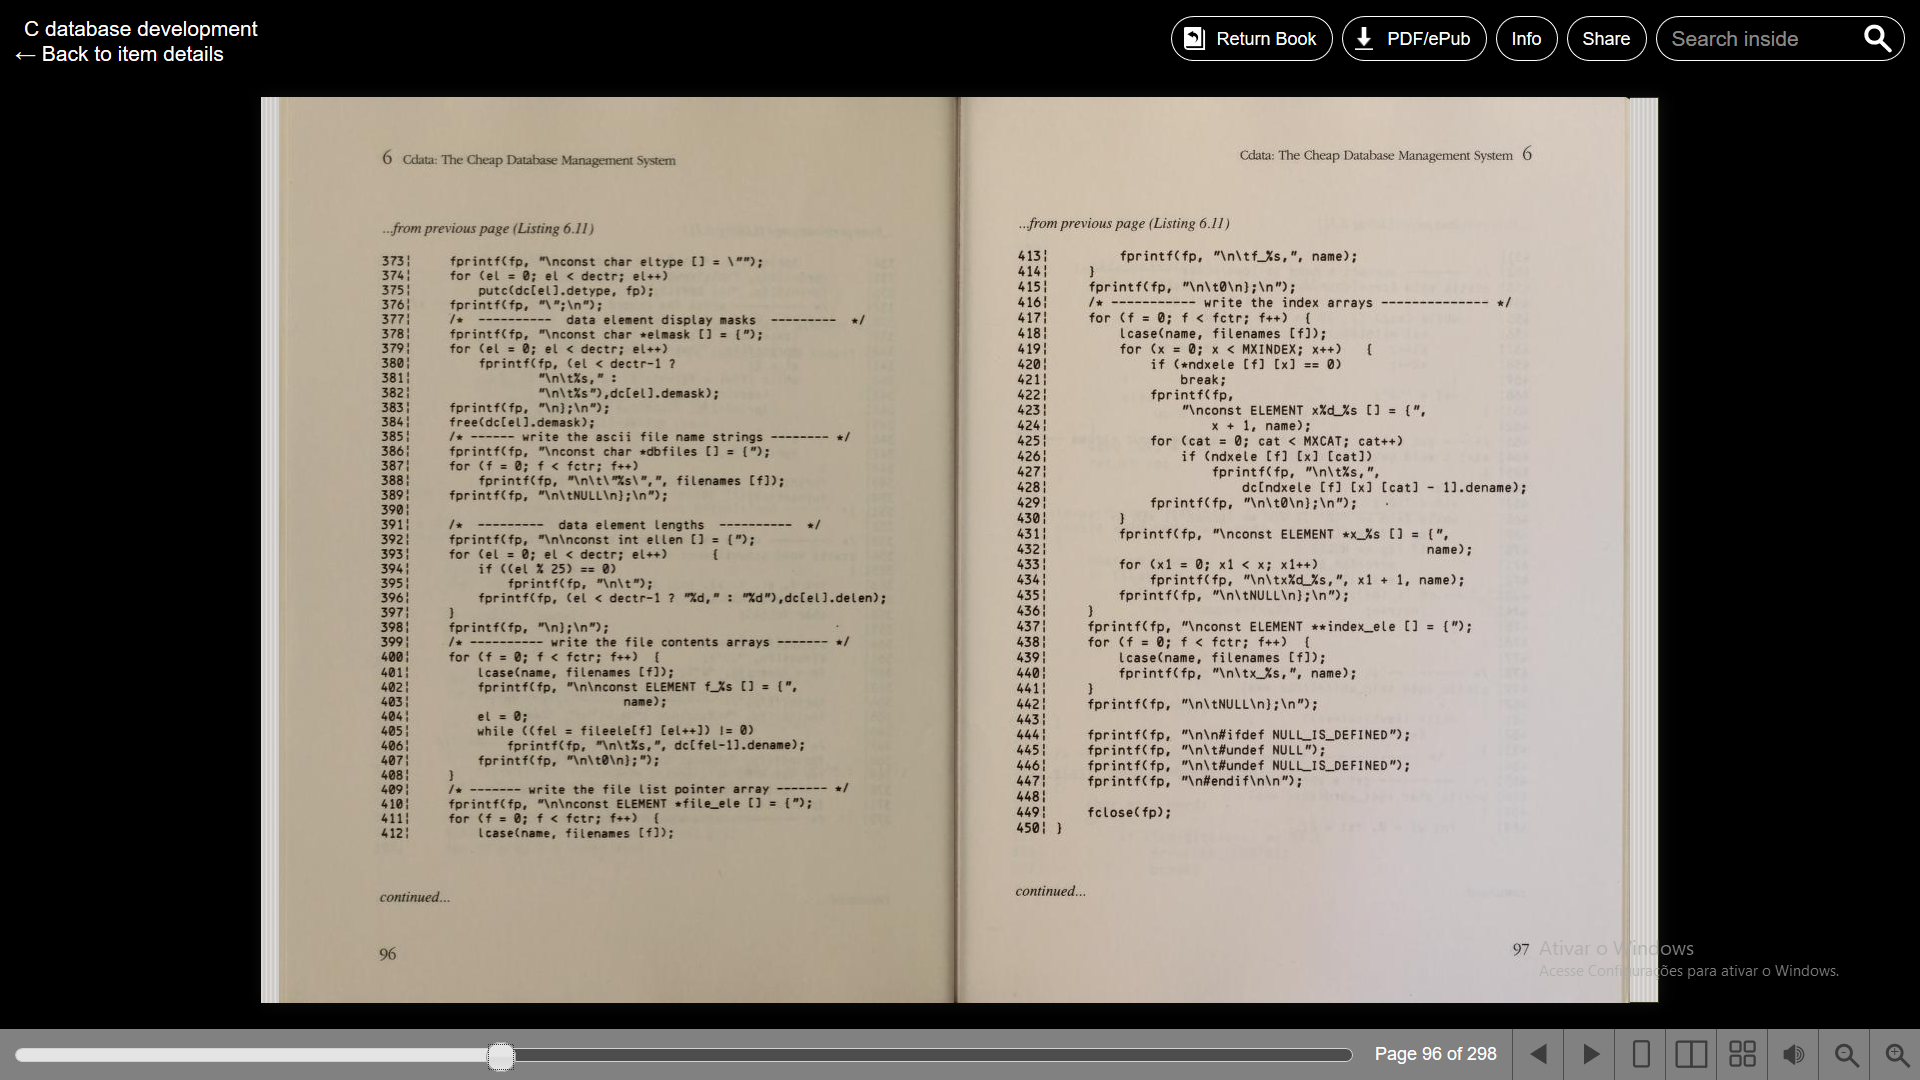 C database development
← Back to item details
Return Book
PDF/ePub
Info
Share
Search inside
6 Cdata: The Cheap Database Management System
...from previous page (Listing 6.11)
373¦ fprintf(fp, "\nconst char eltype [] = \"");
374¦ for (el = 0; el < dectr; el++)
375¦ putc(dc[el].detype, fp);
376¦ fprintf(fp, "\";\n");
377¦ /* ---------- data element display masks --------- */
378¦ fprintf(fp, "\nconst char *elmask [] = {");
379¦ for (el = 0; el < dectr; el++)
380¦ fprintf(fp, (el < dectr-1 ?
381¦ "\n\t%s," :
382¦ "\n\t%s"),dc[el].demask);
383¦ fprintf(fp, "\n};\n");
384¦ free(dc[el].demask);
385¦ /* ------ write the ascii file name strings -------- */
386¦ fprintf(fp, "\nconst char *dbfiles [] = {");
387¦ for (f = 0; f < fctr; f++)
388¦ fprintf(fp, "\n\t\"%s\",", filenames [f]);
389¦ fprintf(fp, "\n\tNULL\n};\n");
390¦
391¦ /* --------- data element lengths ---------- */
392¦ fprintf(fp, "\n\nconst int ellen [] = {");
393¦ for (el = 0; el < dectr; el++) {
394¦ if ((el % 25) == 0)
395¦ fprintf(fp, "\n\t");
396¦ fprintf(fp, (el < dectr-1 ? "%d," : "%d"),dc[el].delen);
397¦ }
398¦ fprintf(fp, "\n};\n");
399¦ /* ---------- write the file contents arrays ------- */
400¦ for (f = 0; f < fctr; f++) {
401¦ lcase(name, filenames [f]);
402¦ fprintf(fp, "\n\nconst ELEMENT f_%s [] = {",
403¦ name);
404¦ el = 0;
405¦ while ((fel = fileele[f] [el++]) != 0)
406¦ fprintf(fp, "\n\t%s,", dc[fel-1].dename);
407¦ fprintf(fp, "\n\t0\n};");
408¦ }
409¦ /* ------- write the file list pointer array ------- */
410¦ fprintf(fp, "\n\nconst ELEMENT *file_ele [] = {");
411¦ for (f = 0; f < fctr; f++) {
412¦ lcase(name, filenames [f]);
continued...
96
Cdata: The Cheap Database Management System 6
...from previous page (Listing 6.11)
413¦ fprintf(fp, "\n\tf_%s,", name);
414¦ }
415¦ fprintf(fp, "\n\t0\n};\n");
416¦ /* ----------- write the index arrays -------------- */
417¦ for (f = 0; f < fctr; f++) {
418¦ lcase(name, filenames [f]);
419¦ for (x = 0; x < MXINDEX; x++) {
420¦ if (*ndxele [f] [x] == 0)
421¦ break;
422¦ fprintf(fp,
423¦ "\nconst ELEMENT x%d_%s [] = {",
424¦ x + 1, name);
425¦ for (cat = 0; cat < MXCAT; cat++)
426¦ if (ndxele [f] [x] [cat])
427¦ fprintf(fp, "\n\t%s,",
428¦ dc[ndxele [f] [x] [cat] - 1].dename);
429¦ fprintf(fp, "\n\t0\n};\n");
430¦ }
431¦ fprintf(fp, "\nconst ELEMENT *x_%s [] = {",
432¦ name);
433¦ for (x1 = 0; x1 < x; x1++)
434¦ fprintf(fp, "\n\tx%d_%s,", x1 + 1, name);
435¦ fprintf(fp, "\n\tNULL\n};\n");
436¦ }
437¦ fprintf(fp, "\nconst ELEMENT **index_ele [] = {");
438¦ for (f = 0; f < fctr; f++) {
439¦ lcase(name, filenames [f]);
440¦ fprintf(fp, "\n\tx_%s,", name);
441¦ }
442¦ fprintf(fp, "\n\tNULL\n};\n");
443¦
444¦ fprintf(fp, "\n\n#ifdef NULL_IS_DEFINED");
445¦ fprintf(fp, "\n\t#undef NULL");
446¦ fprintf(fp, "\n\t#undef NULL_IS_DEFINED");
447¦ fprintf(fp, "\n#endif\n\n");
448¦
449¦ fclose(fp);
450¦ }
continued...
97
Ativar o Windows
Acesse Configurações para ativar o Windows.
Page 96 of 298